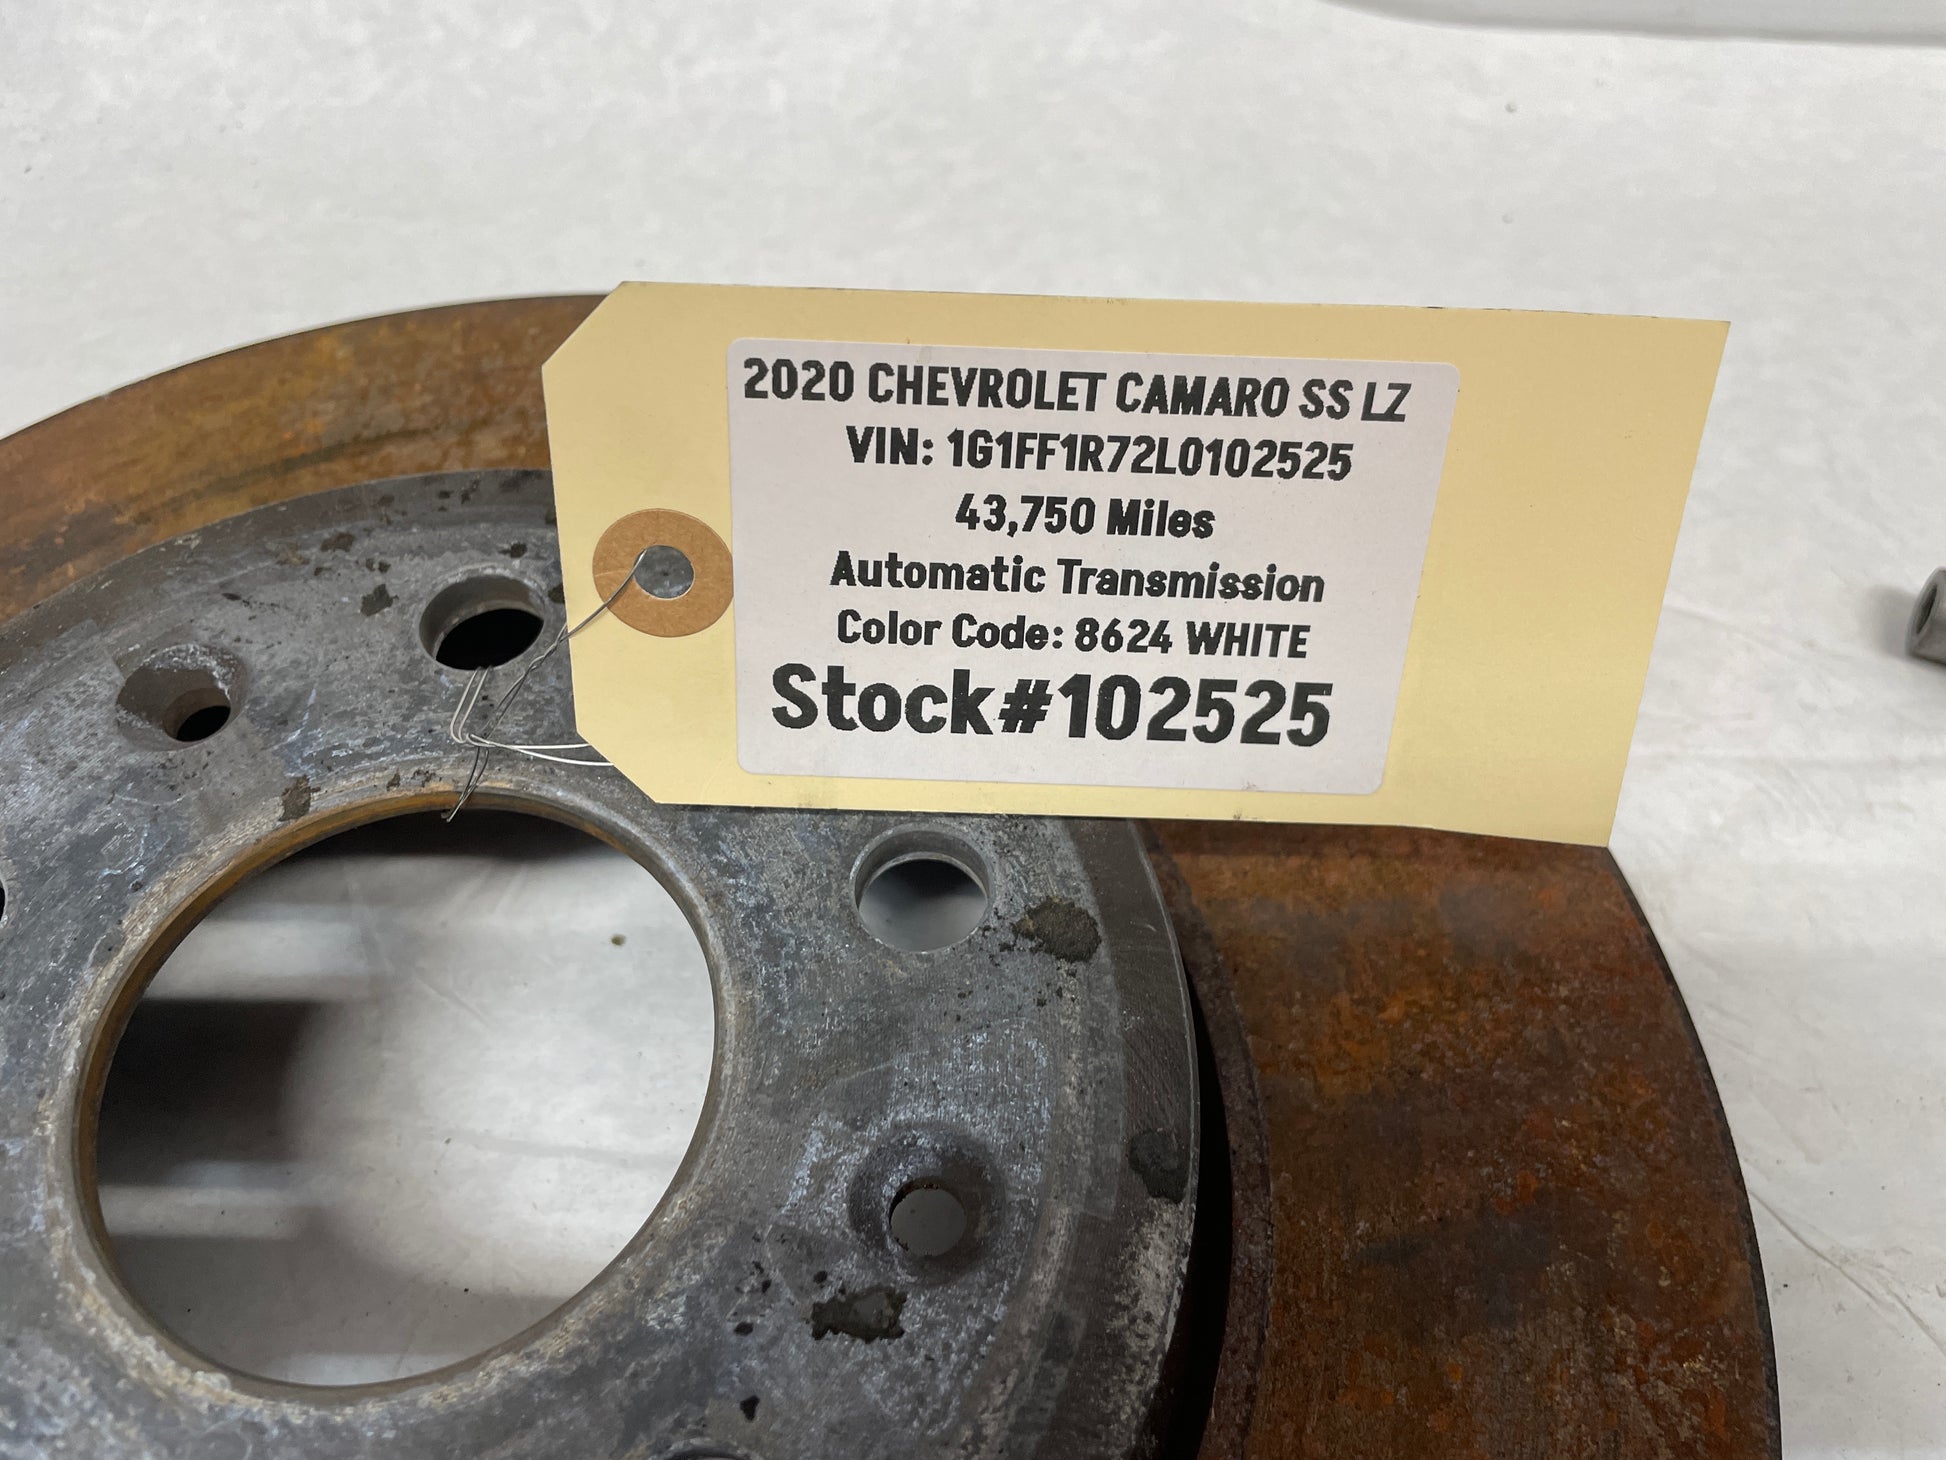 2020 CHEVROLET CAMARO SS LZ
VIN: 1G1FF1R72L0102525
43,750 Miles
Automatic Transmission
Color Code: 8624 WHITE
Stock#102525